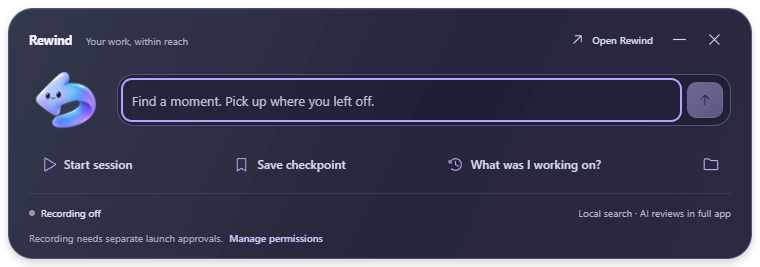 Rewind Your work, within reach Open Rewind
Find a moment. Pick up where you left off.
Start session Save checkpoint What was I working on?
Recording off Local search · AI reviews in full app
Recording needs separate launch approvals. Manage permissions